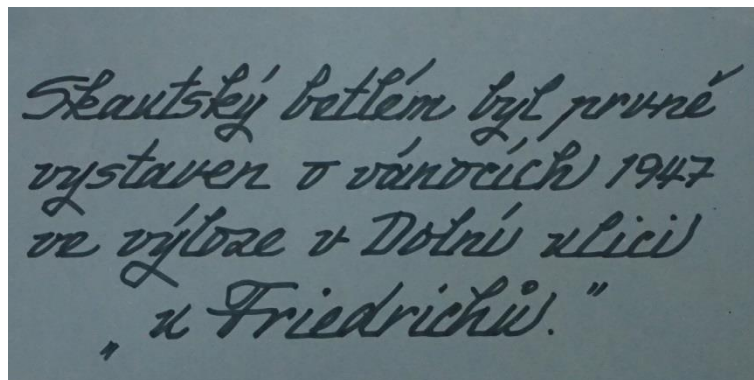 Skautský betlém byl prvně
vystaven o vánocích 1947
ve výloze v Dolní ulici
„u Friedrichů."